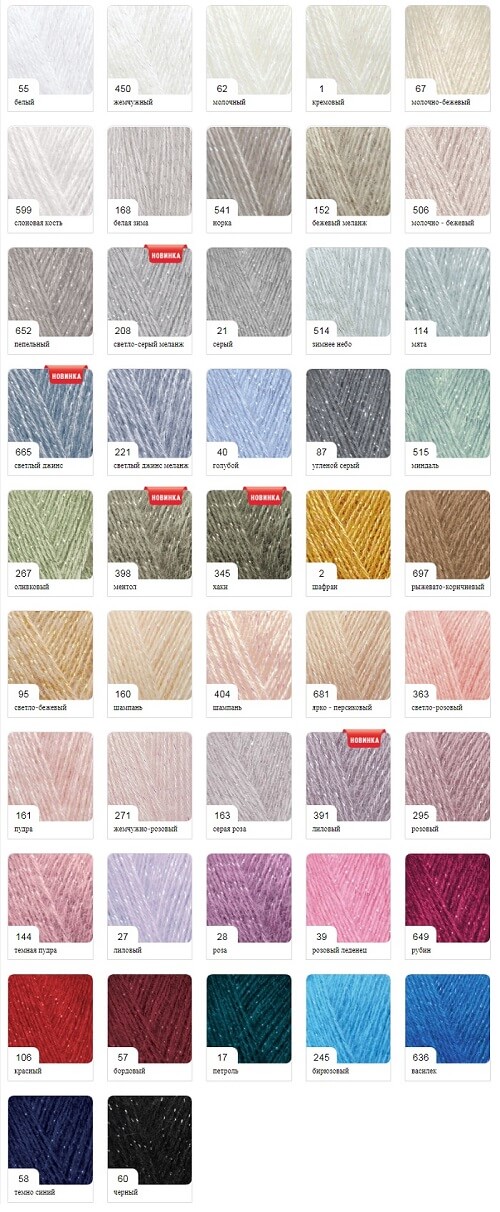 55
белый
450
жемчужный
62
молочный
1
кремовый
67
молочно-бежевый
599
слоновая кость
168
белая зима
541
норка
152
бежевый меланж
506
молочно - бежевый
652
пепельный
НОВИНКА
208
светло-серый меланж
21
серый
514
зимнее небо
114
мята
НОВИНКА
665
светлый джинс
221
светлый джинс меланж
40
голубой
87
угленой серый
515
миндаль
267
оливковый
НОВИНКА
398
ментол
НОВИНКА
345
хаки
2
шафран
697
рыжевато-коричневый
95
светло-бежевый
160
шампань
404
шампань
681
ярко - персиковый
363
светло-розовый
161
пудра
271
жемчужно-розовый
163
серая роза
НОВИНКА
391
лиловый
295
розовый
144
темная пудра
27
лиловый
28
роза
39
розовый леденец
649
рубин
106
красный
57
бордовый
17
петроль
245
бирюзовый
636
василек
58
темно синий
60
черный